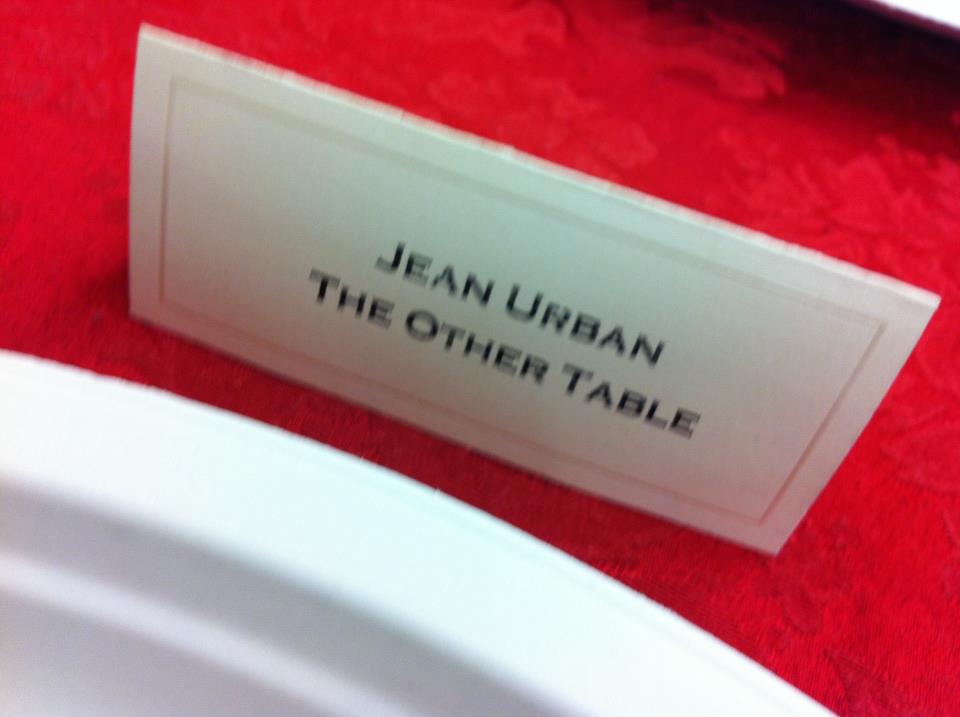 JEAN URBAN
THE OTHER TABLE